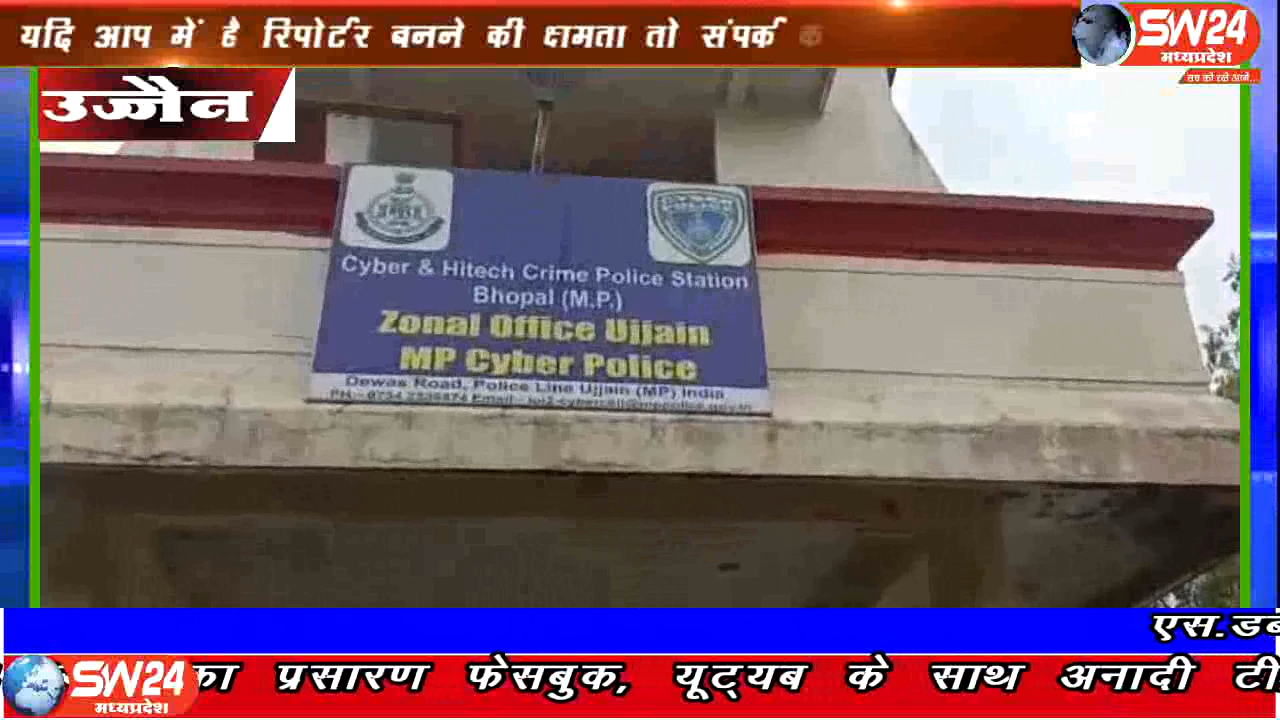 यदि आप में है रिपोर्टर बनने की क्षमता तो संपर्क
SW24
मध्यप्रदेश
उज्जैन
Cyber & Hitech Crime Police Station
Bhopal (M.P.)
Zonal Office Ujjain
MP Cyber Police
Dewas Road, Police Line Ujjain (MP) India
एस.डब
का प्रसारण फेसबुक, यूट्यब के साथ अनादी टी
SW24
मध्यप्रदेश